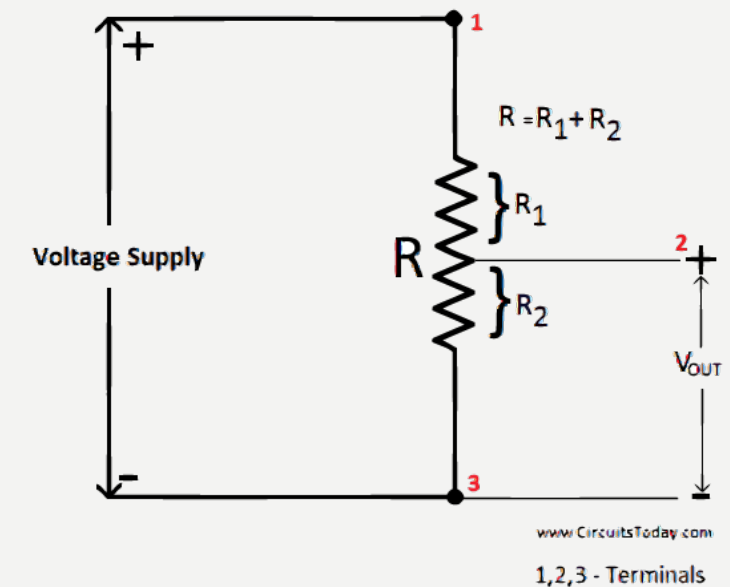 1
+
R = R1 + R2
R1
2
Voltage Supply
R
+
R2
VOUT
-
3
-
www.CircuitsToday.com
1,2,3 - Terminals